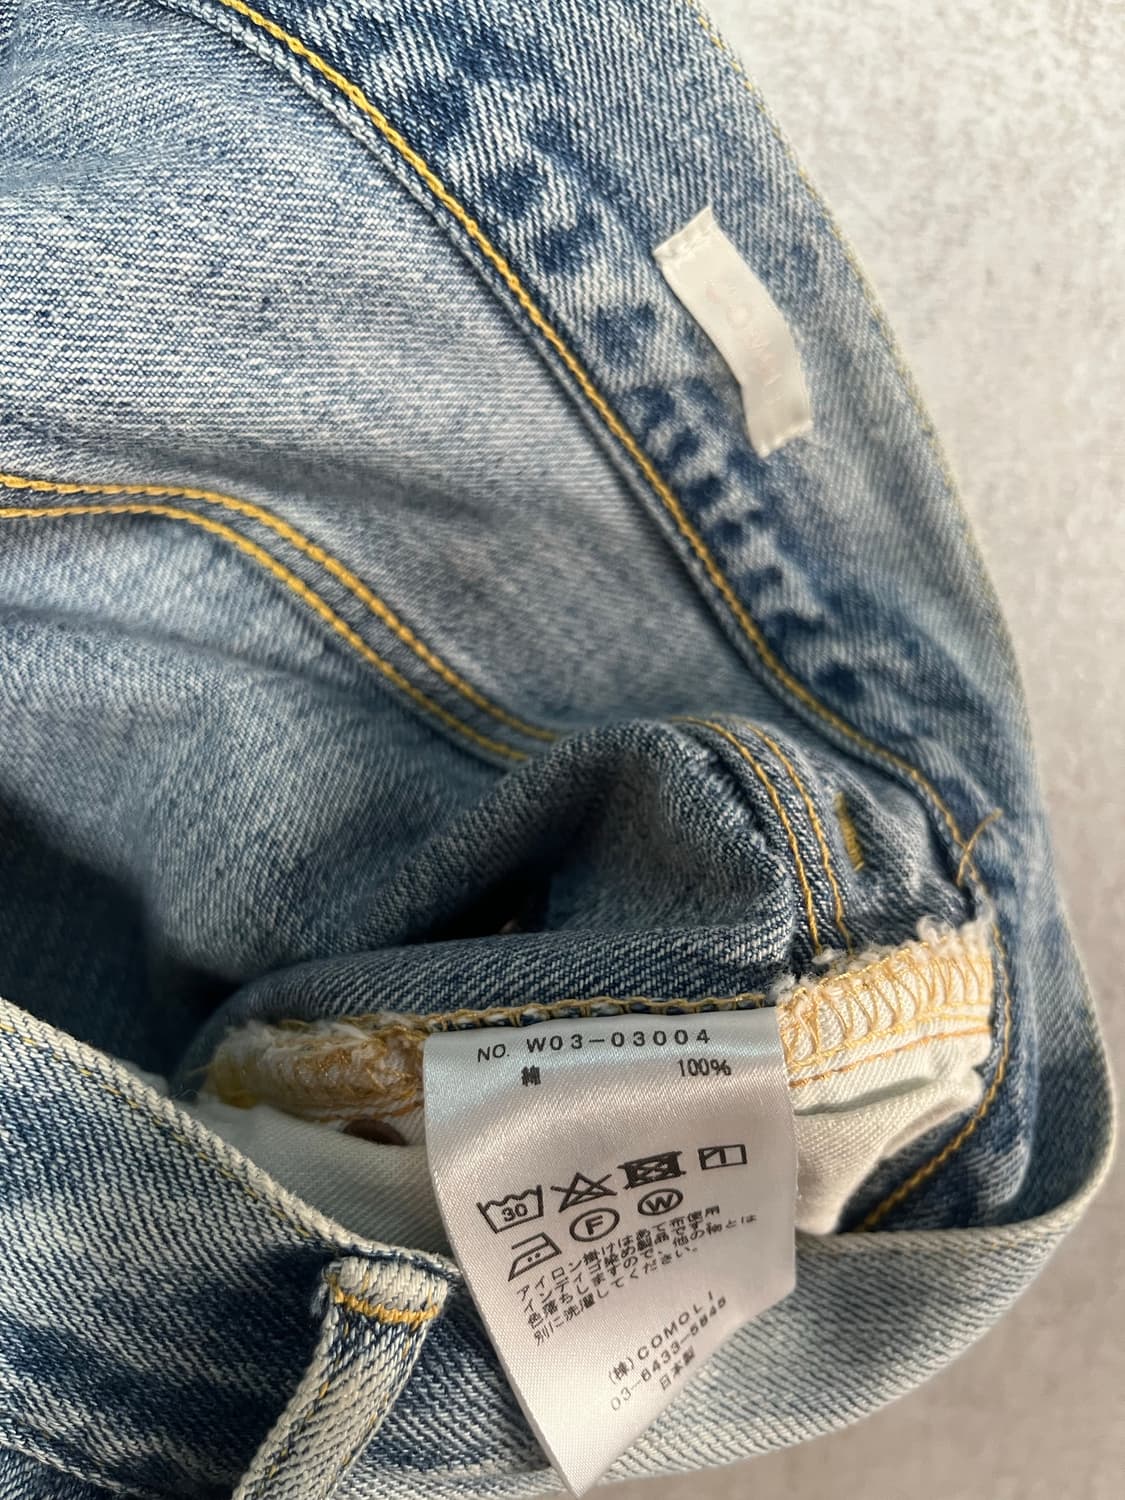 NO. W03-03004
綿 100%
30
F W
アイロン掛けはあて布使用
インディゴ染め製品です。
色落ちしますので、他の物とは
別に洗濯してください。
(株)COMOLI
03-6433-5845
日本製